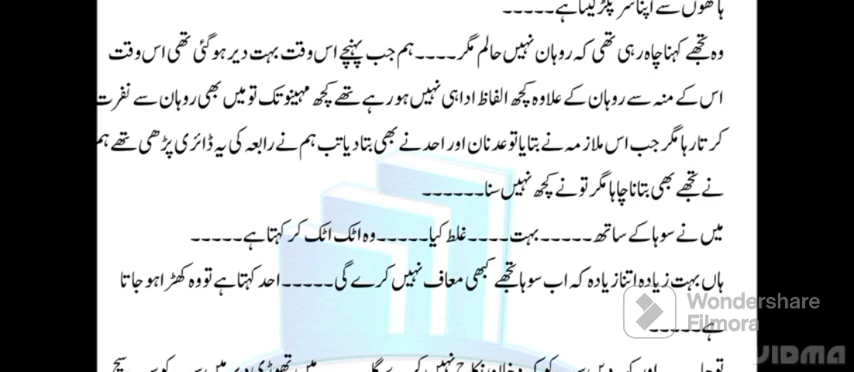 ہاتھوں سے اپنا سر پکڑ لیتا ہے۔۔۔۔۔
وہ تجھے کہنا چاہ رہی تھی کہ روہان نہیں حالم مگر۔۔۔۔ہم جب پہنچے اس وقت بہت دیر ہو گئی تھی اس وقت
اس کے منہ سے روہان کے علاوہ کچھ الفاظ ادا ہی نہیں ہو رہے تھے کچھ مہینو تک تو میں بھی روہان سے نفرت
کرتا رہا مگر جب اس ملازمہ نے بتایا تو عدنان اور احد نے بھی بتا دیا تب ہم نے رابعہ کی یہ ڈائری پڑھی تھے ہم
نے تجھے بھی بتانا چاہا مگر تو نے کچھ نہیں سنا۔۔۔۔۔۔
میں نے سوہا کے ساتھ۔۔۔۔۔بہت۔۔۔۔غلط کیا۔۔۔۔۔وہ اٹک اٹک کر کہتا ہے۔۔۔۔۔
ہاں بہت زیادہ اتنا زیادہ کہ اب سوہا تجھے کبھی معاف نہیں کرے گی۔۔۔۔۔احد کہتا ہے تو وہ کھڑا ہو جاتا
ہے۔۔۔۔۔
Wondershare
Filmora
VIDMA